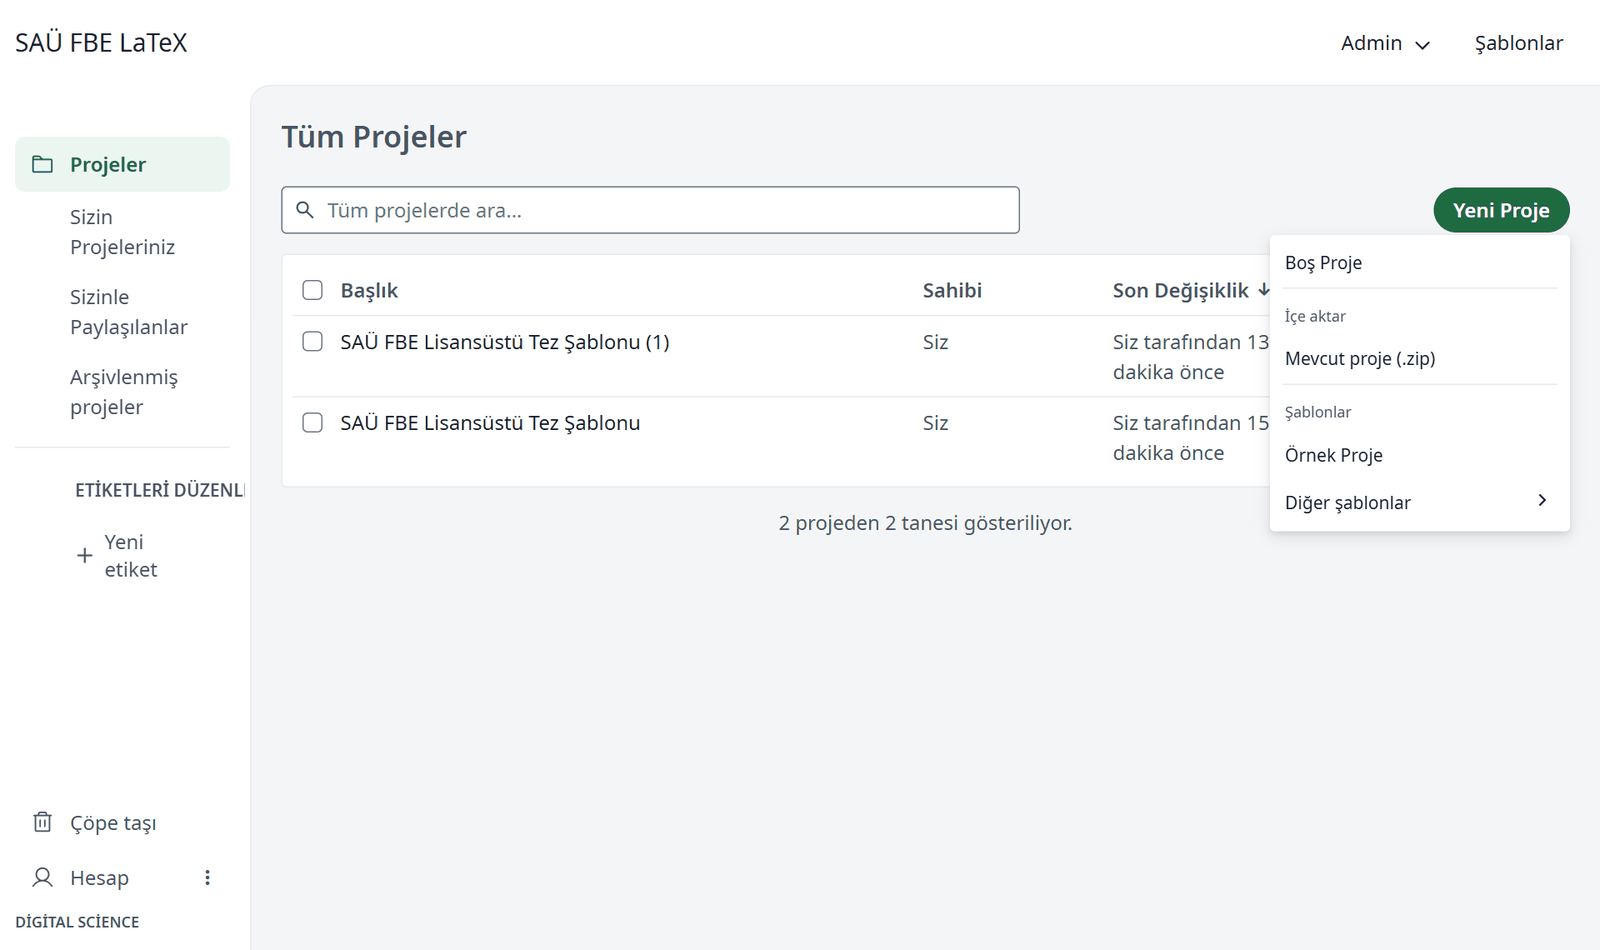 SAÜ FBE LaTeX
Admin
Şablonlar
Projeler
Sizin
Projeleriniz
Sizinle
Paylaşılanlar
Arşivlenmiş
projeler
ETİKETLERİ DÜZENL
Yeni
etiket
Çöpe taşı
Hesap
DİGİTAL SCİENCE
Tüm Projeler
Tüm projelerde ara...
Yeni Proje
Başlık Sahibi Son Değişiklik
SAÜ FBE Lisansüstü Tez Şablonu (1) Siz Siz tarafından 13
dakika önce
SAÜ FBE Lisansüstü Tez Şablonu Siz Siz tarafından 15
dakika önce
2 projeden 2 tanesi gösteriliyor.
Boş Proje
İçe aktar
Mevcut proje (.zip)
Şablonlar
Örnek Proje
Diğer şablonlar